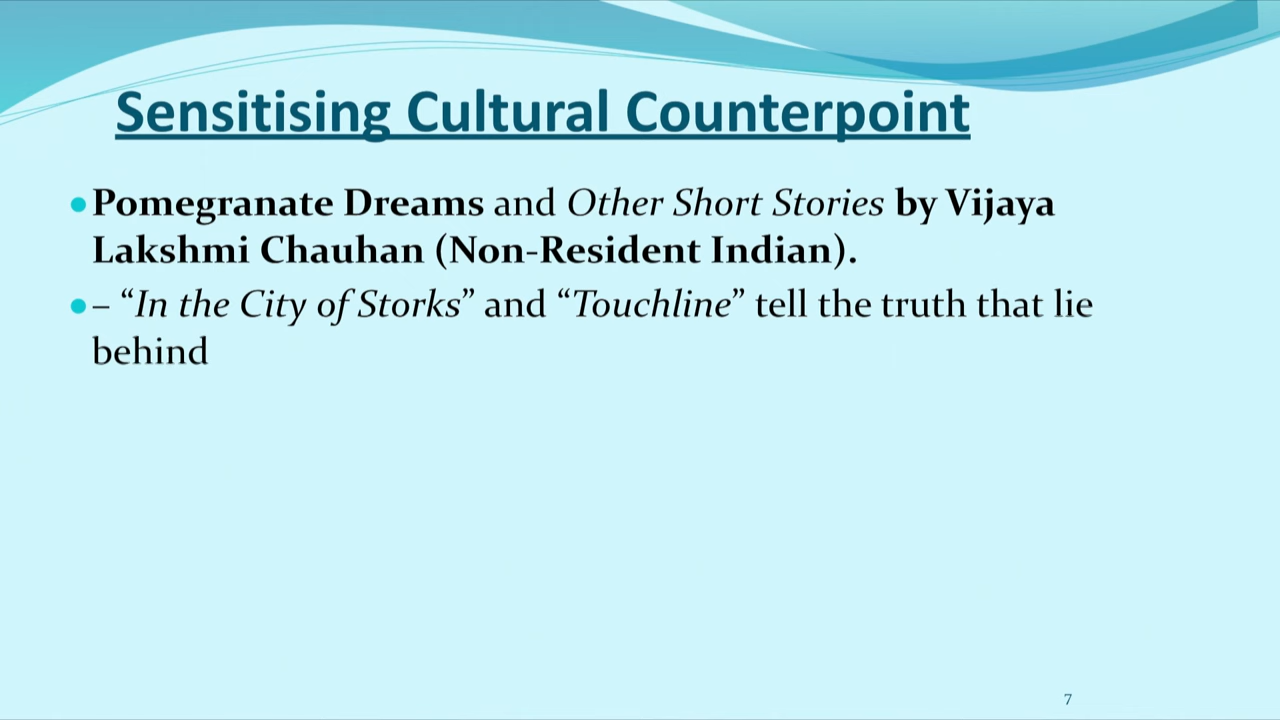 Sensitising Cultural Counterpoint
•Pomegranate Dreams and Other Short Stories by Vijaya
Lakshmi Chauhan (Non-Resident Indian).
•– “In the City of Storks” and “Touchline” tell the truth that lie
behind
7